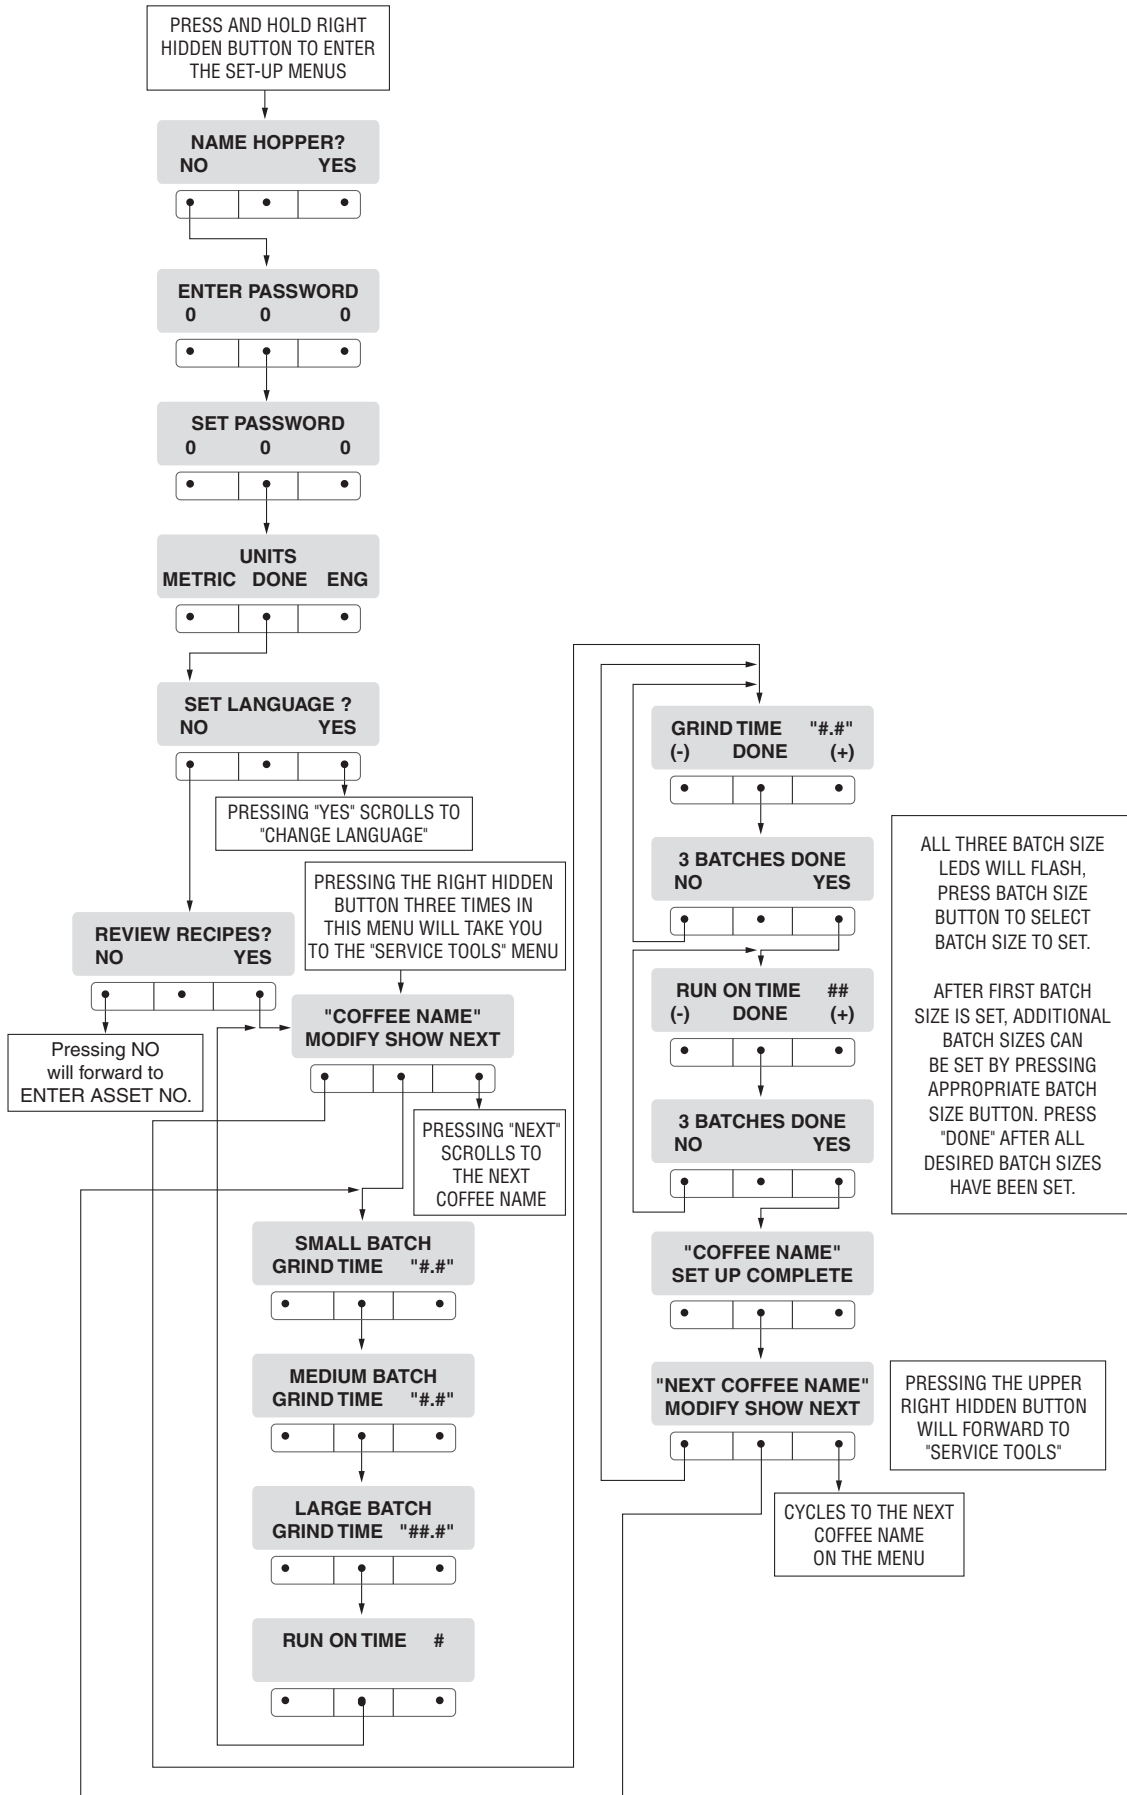 PRESS AND HOLD RIGHT
HIDDEN BUTTON TO ENTER
THE SET-UP MENUS
NAME HOPPER?
NO YES
ENTER PASSWORD
0 0 0
SET PASSWORD
0 0 0
UNITS
METRIC DONE ENG
SET LANGUAGE ?
NO YES
PRESSING "YES" SCROLLS TO
"CHANGE LANGUAGE"
REVIEW RECIPES?
NO YES
Pressing NO
will forward to
ENTER ASSET NO.
PRESSING THE RIGHT HIDDEN
BUTTON THREE TIMES IN
THIS MENU WILL TAKE YOU
TO THE "SERVICE TOOLS" MENU
"COFFEE NAME"
MODIFY SHOW NEXT
PRESSING "NEXT"
SCROLLS TO
THE NEXT
COFFEE NAME
SMALL BATCH
GRIND TIME "#.#"
MEDIUM BATCH
GRIND TIME "#.#"
LARGE BATCH
GRIND TIME "##.#"
RUN ON TIME #
GRIND TIME "#.#"
(-) DONE (+)
3 BATCHES DONE
NO YES
RUN ON TIME ##
(-) DONE (+)
3 BATCHES DONE
NO YES
"COFFEE NAME"
SET UP COMPLETE
"NEXT COFFEE NAME"
MODIFY SHOW NEXT
CYCLES TO THE NEXT
COFFEE NAME
ON THE MENU
ALL THREE BATCH SIZE
LEDS WILL FLASH,
PRESS BATCH SIZE
BUTTON TO SELECT
BATCH SIZE TO SET.
AFTER FIRST BATCH
SIZE IS SET, ADDITIONAL
BATCH SIZES CAN
BE SET BY PRESSING
APPROPRIATE BATCH
SIZE BUTTON. PRESS
"DONE" AFTER ALL
DESIRED BATCH SIZES
HAVE BEEN SET.
PRESSING THE UPPER
RIGHT HIDDEN BUTTON
WILL FORWARD TO
"SERVICE TOOLS"